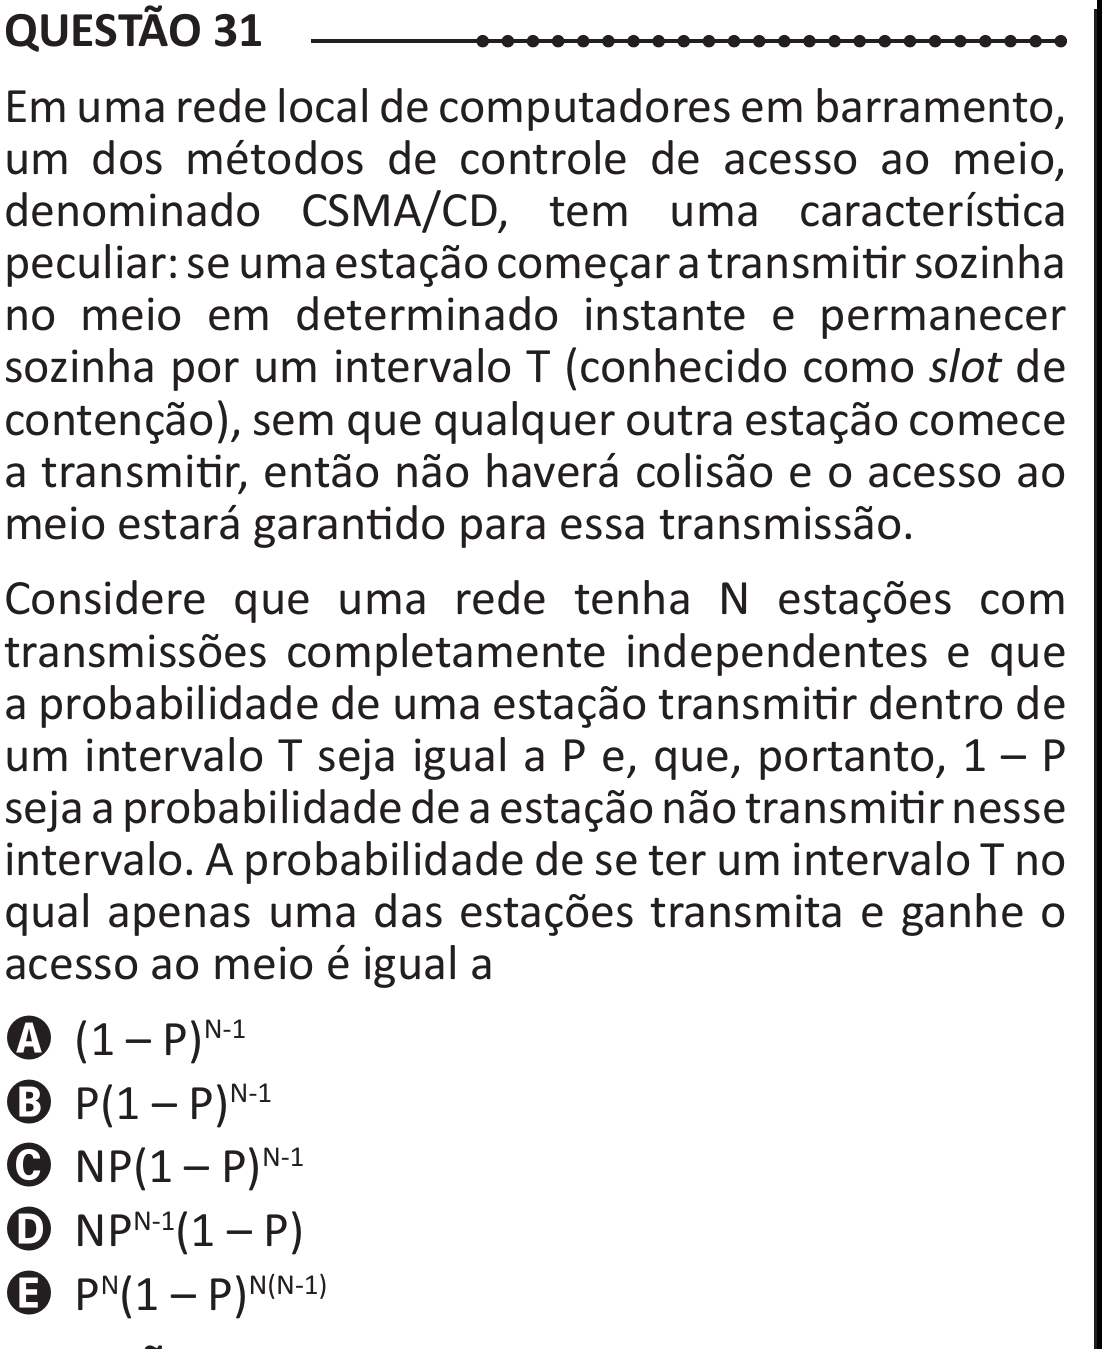 QUESTÃO 31
Em uma rede local de computadores em barramento,
um dos métodos de controle de acesso ao meio,
denominado CSMA/CD, tem uma característica
peculiar: se uma estação começar a transmitir sozinha
no meio em determinado instante e permanecer
sozinha por um intervalo T (conhecido como slot de
contenção), sem que qualquer outra estação comece
a transmitir, então não haverá colisão e o acesso ao
meio estará garantido para essa transmissão.
Considere que uma rede tenha N estações com
transmissões completamente independentes e que
a probabilidade de uma estação transmitir dentro de
um intervalo T seja igual a P e, que, portanto, 1 – P
seja a probabilidade de a estação não transmitir nesse
intervalo. A probabilidade de se ter um intervalo T no
qual apenas uma das estações transmita e ganhe o
acesso ao meio é igual a
A (1 – P)^{N-1}
B P(1 – P)^{N-1}
C NP(1 – P)^{N-1}
D NP^{N-1}(1 – P)
E P^{N}(1 – P)^{N(N-1)}